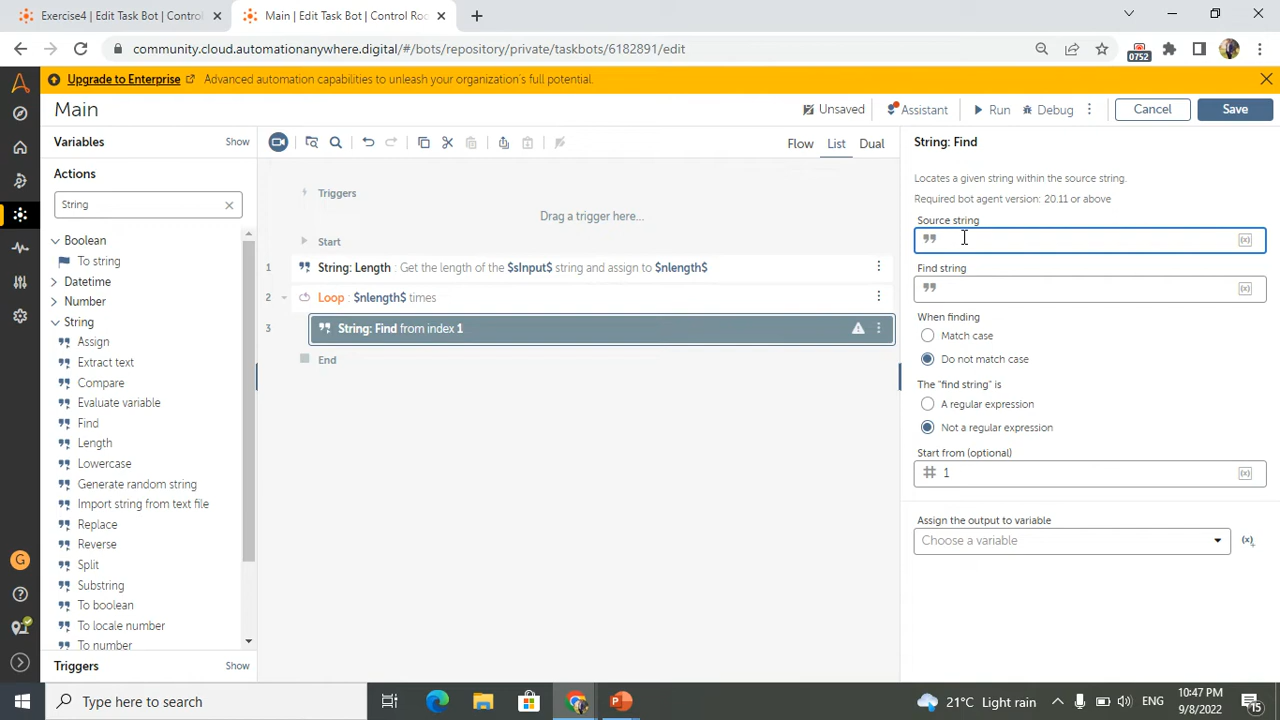 Exercise4 | Edit Task Bot | Control
Main | Edit Task Bot | Control Roo
community.cloud.automationanywhere.digital/#/bots/repository/private/taskbots/6182891/edit
0752
Upgrade to Enterprise
Advanced automation capabilities to unleash your organization's full potential.
Main
Unsaved
Assistant
Run
Debug
Cancel
Save
Variables
Show
Flow
List
Dual
String: Find
Actions
String
Locates a given string within the source string.
Required bot agent version: 20.11 or above
Triggers
Drag a trigger here...
Source string
Boolean
To string
Start
Datetime
1 String: Length : Get the length of the $sInput$ string and assign to $nlength$
Find string
Number
2 Loop : $nlength$ times
String
3 String: Find from index 1
When finding
Match case
Do not match case
Assign
Extract text
End
Compare
The "find string" is
Evaluate variable
A regular expression
Find
Not a regular expression
Length
Start from (optional)
Lowercase
1
Generate random string
Import string from text file
Replace
Assign the output to variable
Reverse
Choose a variable
Split
G
Substring
To boolean
To locale number
To number
Triggers
Show
Type here to search
21°C Light rain
ENG
10:47 PM
9/8/2022
15